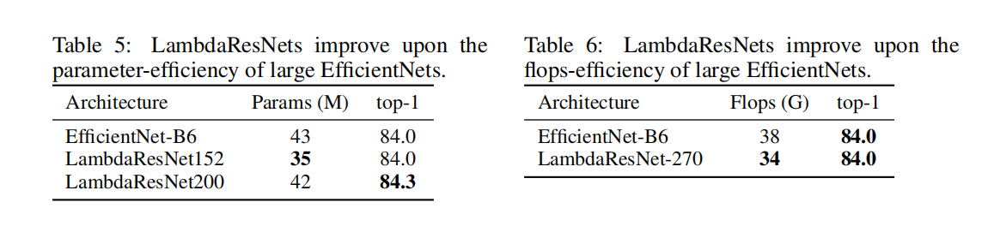 Table 5: LambdaResNets improve upon the
parameter-efficiency of large EfficientNets.
Architecture Params (M) top-1
EfficientNet-B6 43 84.0
LambdaResNet152 35 84.0
LambdaResNet200 42 84.3
Table 6: LambdaResNets improve upon the
flops-efficiency of large EfficientNets.
Architecture Flops (G) top-1
EfficientNet-B6 38 84.0
LambdaResNet-270 34 84.0